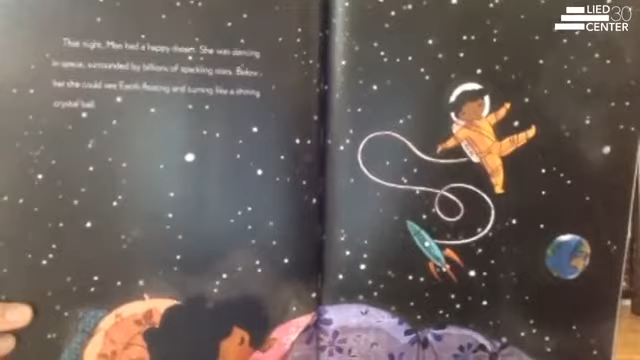 That night, Mae had a happy dream. She was dancing
in space, surrounded by billions of sparkling stars. Below
her she could see Earth floating and turning like a shining
crystal ball.
LIED 30
CENTER